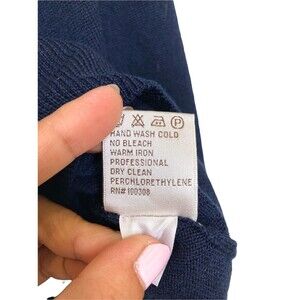 P
HAND WASH COLD
NO BLEACH
WARM IRON
PROFESSIONAL
DRY CLEAN
PERCHLORETHYLENE
RN# 100308